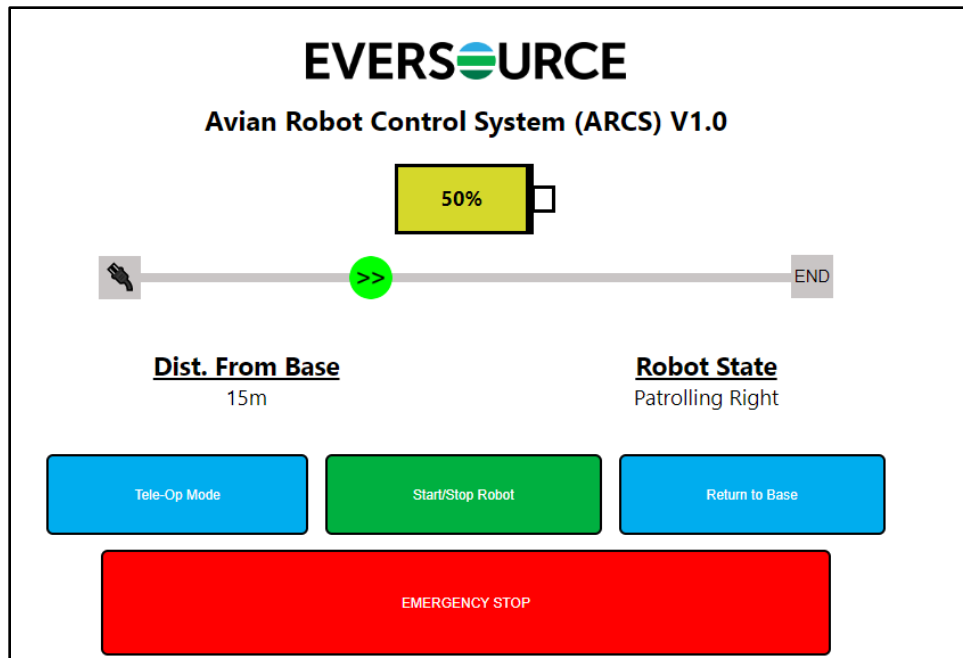 EVERSOURCE
Avian Robot Control System (ARCS) V1.0
50%
>>
END
Dist. From Base
15m
Robot State
Patrolling Right
Tele-Op Mode
Start/Stop Robot
Return to Base
EMERGENCY STOP